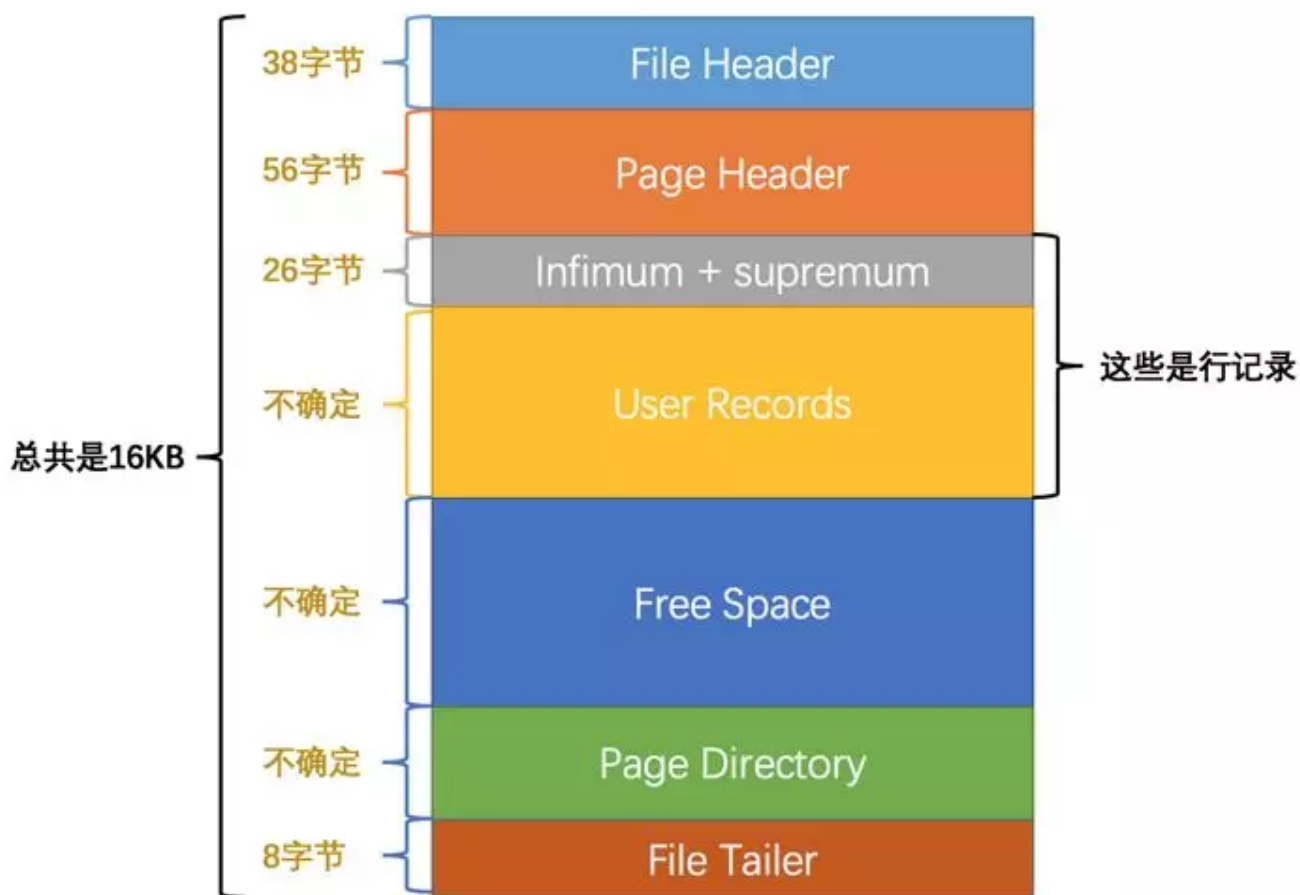 38字节
File Header
56字节
Page Header
26字节
Infimum + supremum
这些是行记录
不确定
User Records
总共是16KB
不确定
Free Space
不确定
Page Directory
8字节
File Tailer